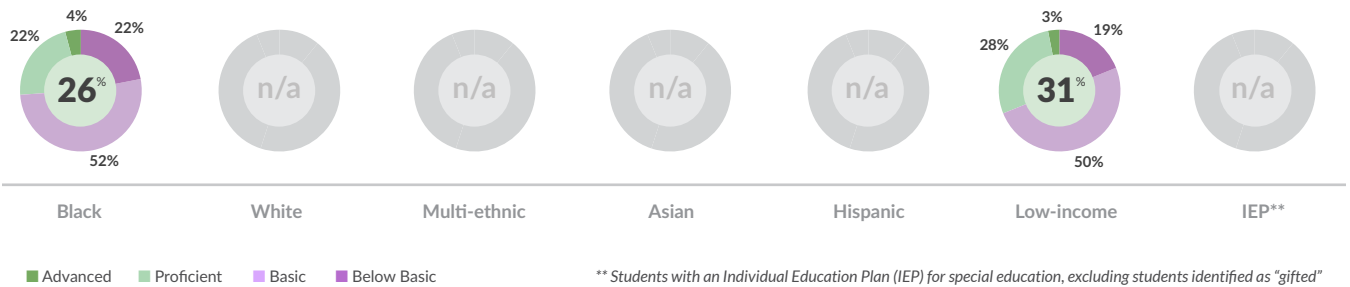 4%
22%
22%
26%
52%
n/a
n/a
n/a
n/a
3%
19%
28%
31%
50%
n/a
Black
White
Multi-ethnic
Asian
Hispanic
Low-income
IEP**
Advanced
Proficient
Basic
Below Basic
** Students with an Individual Education Plan (IEP) for special education, excluding students identified as “gifted”